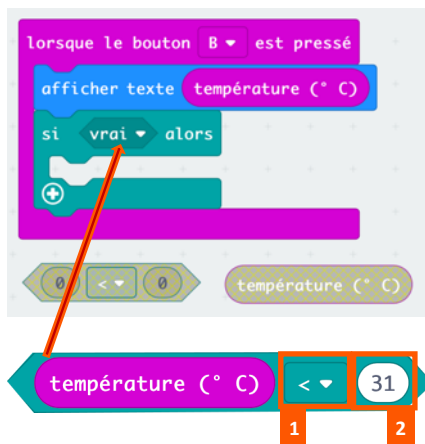 lorsque le bouton B est pressé
afficher texte température (° C)
si vrai alors
0 < 0 température (° C)
température (° C) < 31
1 2